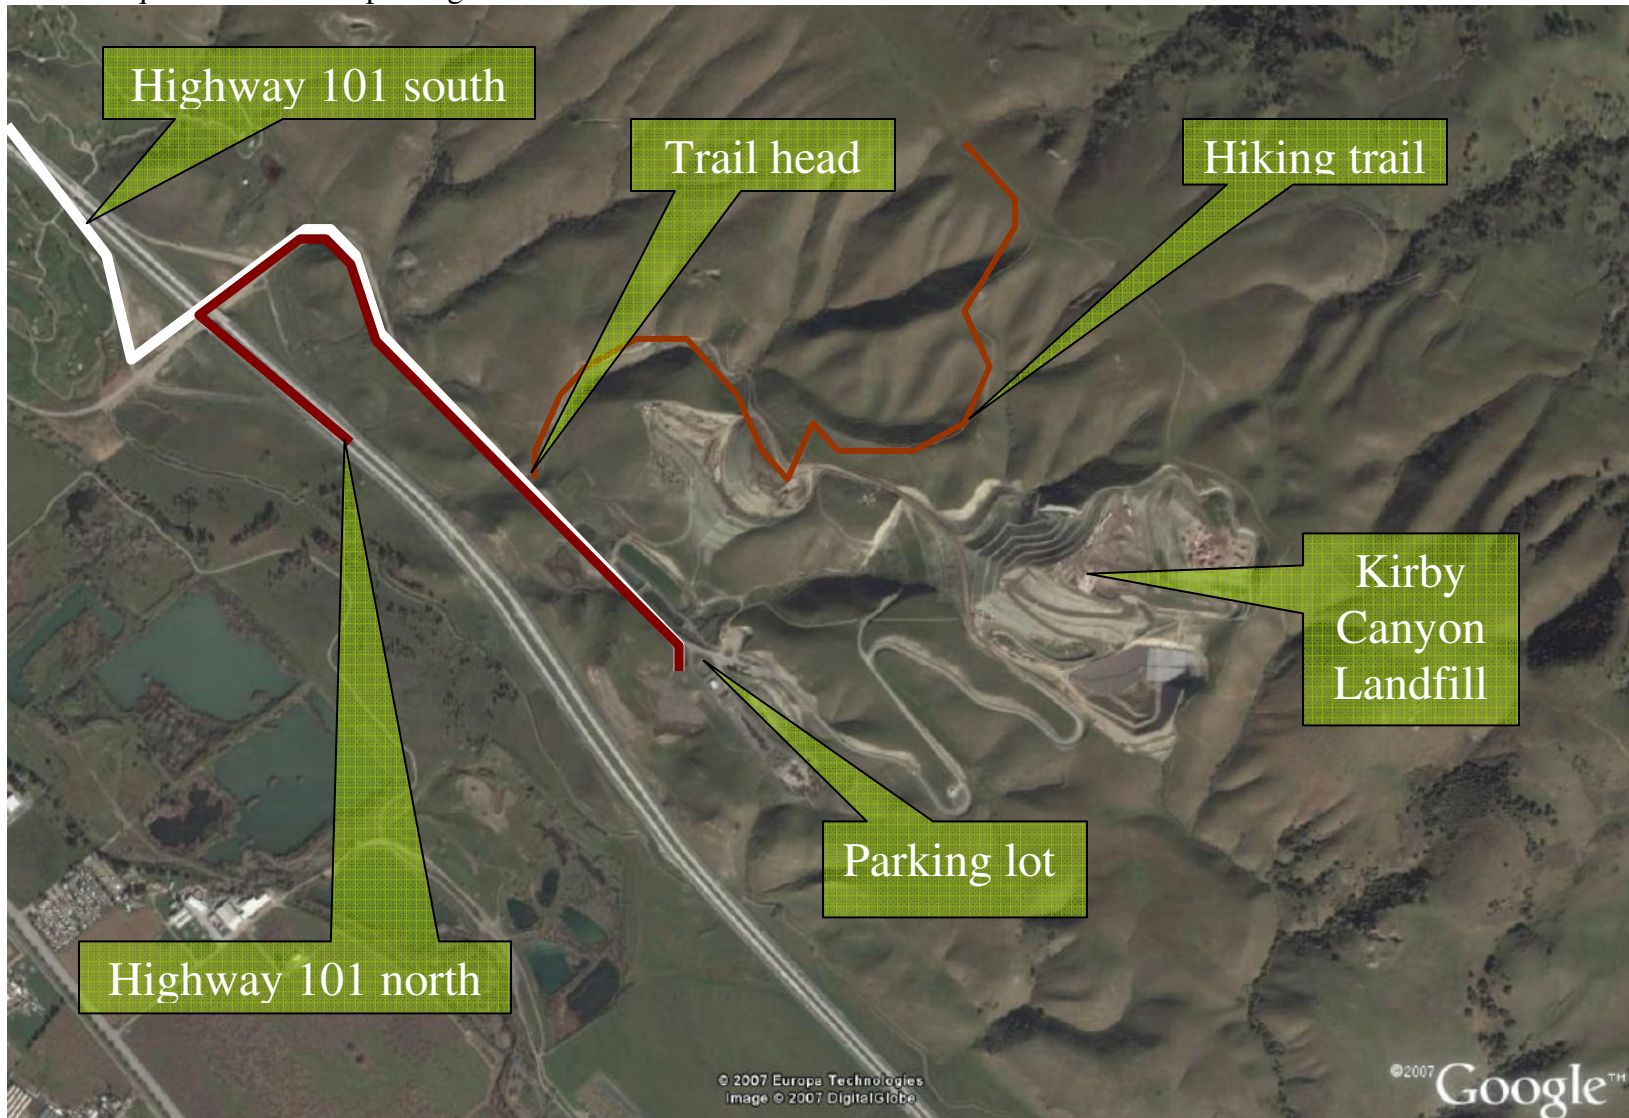 Highway 101 south
Trail head
Hiking trail
Kirby
Canyon
Landfill
Parking lot
Highway 101 north
© 2007 Europa Technologies
Image © 2007 DigitalGlobe
©2007 Google™